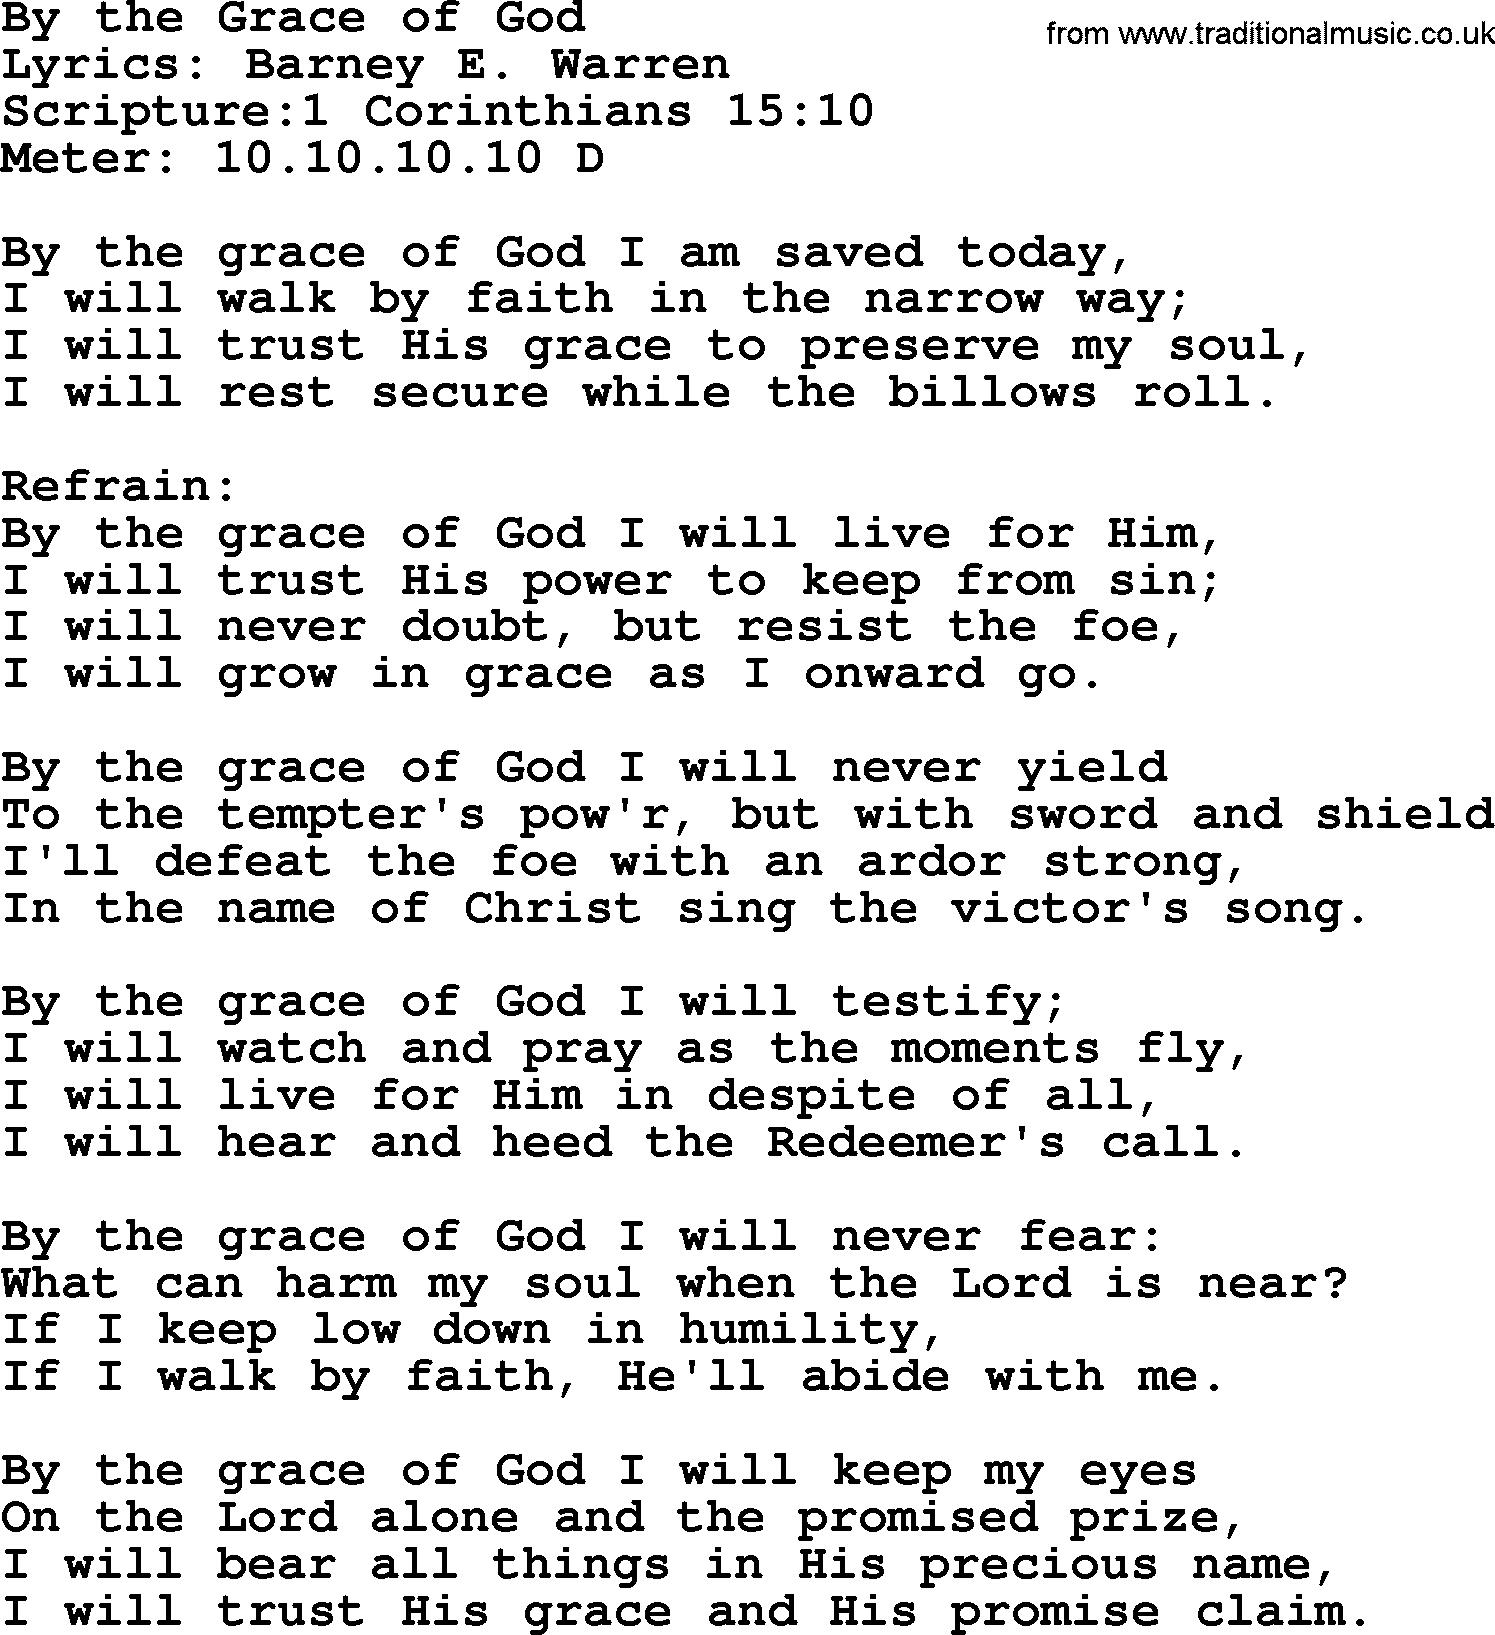 By the Grace of God
from www.traditionalmusic.co.uk
Lyrics: Barney E. Warren
Scripture:1 Corinthians 15:10
Meter: 10.10.10.10 D

By the grace of God I am saved today,
I will walk by faith in the narrow way;
I will trust His grace to preserve my soul,
I will rest secure while the billows roll.

Refrain:
By the grace of God I will live for Him,
I will trust His power to keep from sin;
I will never doubt, but resist the foe,
I will grow in grace as I onward go.

By the grace of God I will never yield
To the tempter's pow'r, but with sword and shield
I'll defeat the foe with an ardor strong,
In the name of Christ sing the victor's song.

By the grace of God I will testify;
I will watch and pray as the moments fly,
I will live for Him in despite of all,
I will hear and heed the Redeemer's call.

By the grace of God I will never fear:
What can harm my soul when the Lord is near?
If I keep low down in humility,
If I walk by faith, He'll abide with me.

By the grace of God I will keep my eyes
On the Lord alone and the promised prize,
I will bear all things in His precious name,
I will trust His grace and His promise claim.